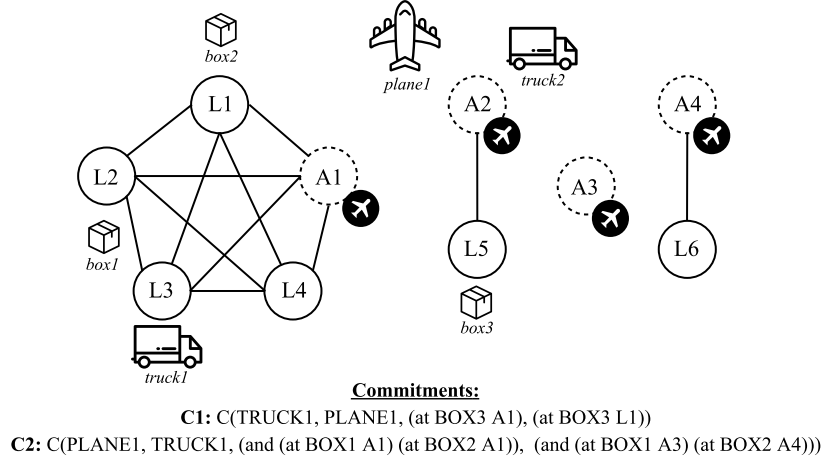 box2
plane1
truck2
L1
A2
A4
L2
A1
A3
box1
L3
L4
L5
L6
box3
truck1
Commitments:
C1: C(TRUCK1, PLANE1, (at BOX3 A1), (at BOX3 L1))
C2: C(PLANE1, TRUCK1, (and (at BOX1 A1) (at BOX2 A1)), (and (at BOX1 A3) (at BOX2 A4)))